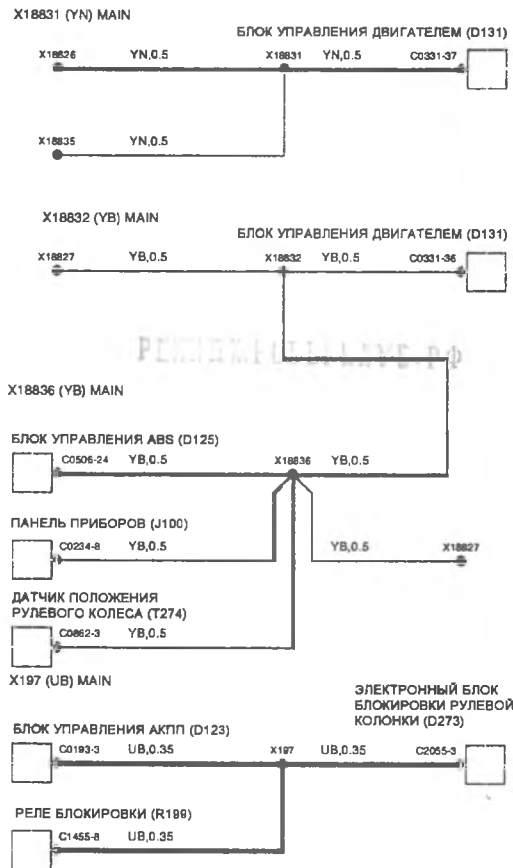 X18831 (YN) MAIN
БЛОК УПРАВЛЕНИЯ ДВИГАТЕЛЕМ (D131)
X18826 YN,0.5 X18831 YN,0.5 C0331-37
X18835 YN,0.5
X18832 (YB) MAIN
БЛОК УПРАВЛЕНИЯ ДВИГАТЕЛЕМ (D131)
X18827 YB,0.5 X18832 YB,0.5 C0331-36
X18836 (YB) MAIN
БЛОК УПРАВЛЕНИЯ ABS (D125)
C0506-24 YB,0.5 X18836 YB,0.5
ПАНЕЛЬ ПРИБОРОВ (J100)
C0234-8 YB,0.5 YB,0.5 X18827
ДАТЧИК ПОЛОЖЕНИЯ
РУЛЕВОГО КОЛЕСА (T274)
C0862-3 YB,0.5
X197 (UB) MAIN
ЭЛЕКТРОННЫЙ БЛОК
БЛОКИРОВКИ РУЛЕВОЙ
КОЛОНКИ (D273)
БЛОК УПРАВЛЕНИЯ АКПП (D123)
C0193-3 UB,0.35 X197 UB,0.35 C2055-3
РЕЛЕ БЛОКИРОВКИ (R199)
C1455-8 UB,0.35